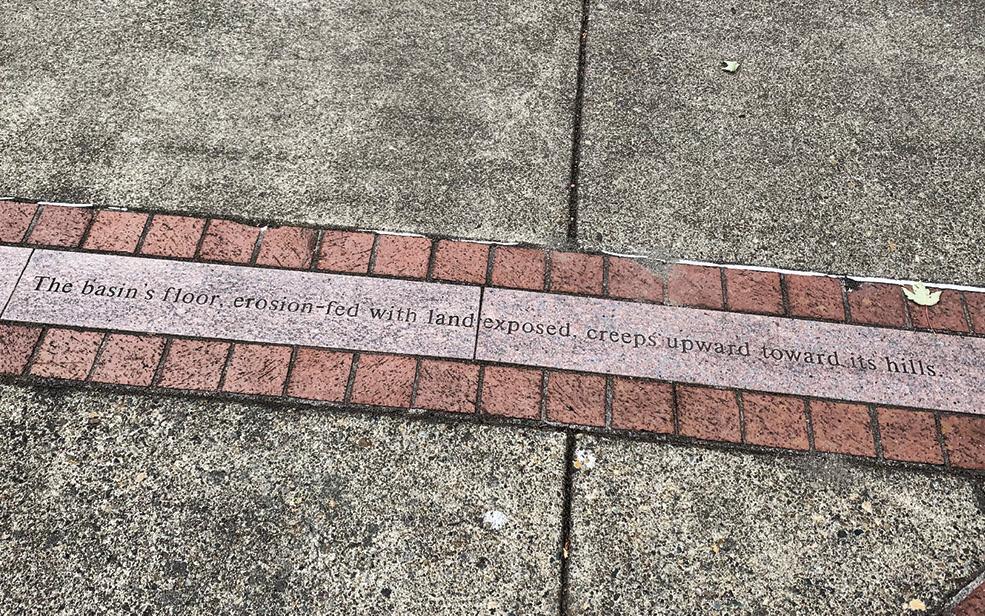 The basin's floor, erosion-fed with land exposed, creeps upward toward its hills.